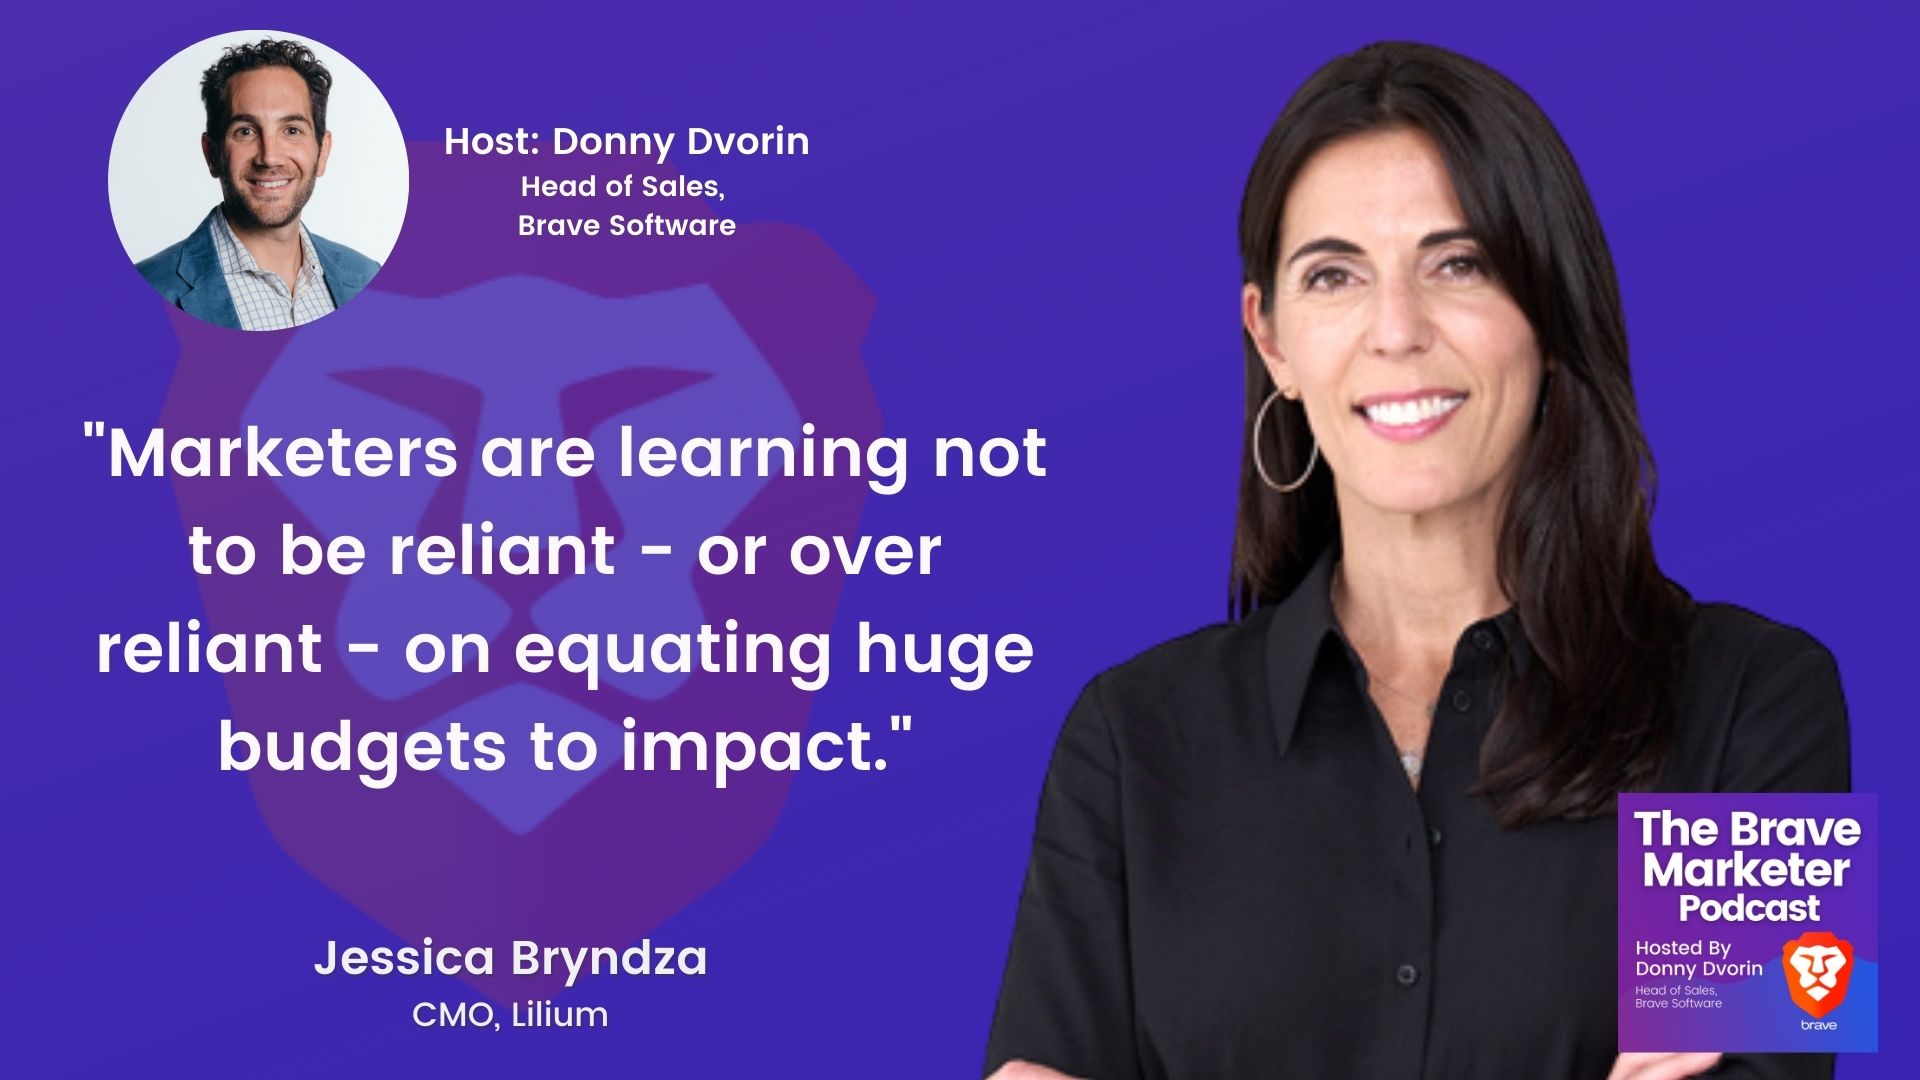 Host: Donny Dvorin
Head of Sales,
Brave Software
"Marketers are learning not
to be reliant - or over
reliant - on equating huge
budgets to impact."
Jessica Bryndza
CMO, Lilium
The Brave
Marketer
Podcast
Hosted By
Donny Dvorin
Head of Sales,
Brave Software
brave